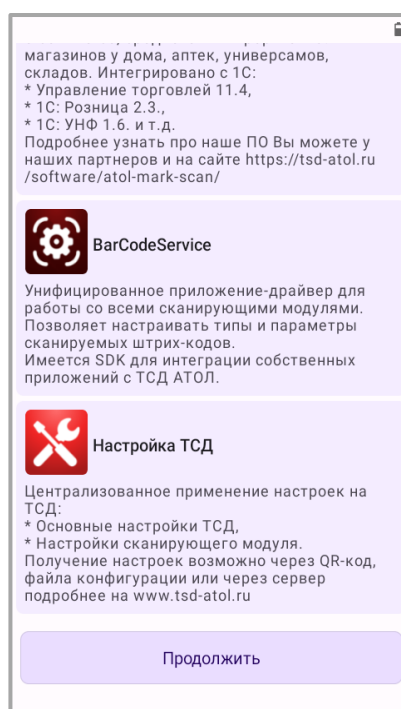 магазинов у дома, аптек, универсамов,
складов. Интегрировано с 1С:
* Управление торговлей 11.4,
* 1С: Розница 2.3.,
* 1С: УНФ 1.6. и т.д.
Подробнее узнать про наше ПО Вы можете у
наших партнеров и на сайте https://tsd-atol.ru
/software/atol-mark-scan/
BarCodeService
Унифицированное приложение-драйвер для
работы со всеми сканирующими модулями.
Позволяет настраивать типы и параметры
сканируемых штрих-кодов.
Имеется SDK для интеграции собственных
приложений с ТСД АТОЛ.
Настройка ТСД
Централизованное применение настроек на
ТСД:
* Основные настройки ТСД,
* Настройки сканирующего модуля.
Получение настроек возможно через QR-код,
файла конфигурации или через сервер
подробнее на www.tsd-atol.ru
Продолжить